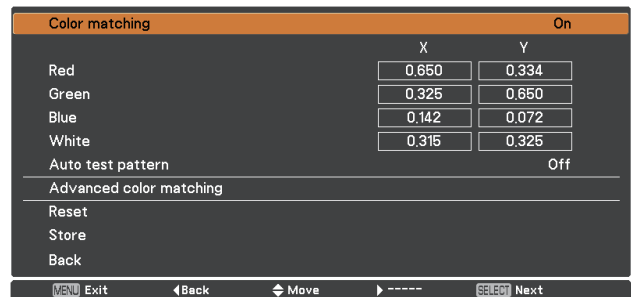 Color matching On
X Y
Red 0.650 0.334
Green 0.325 0.650
Blue 0.142 0.072
White 0.315 0.325
Auto test pattern Off
Advanced color matching
Reset
Store
Back
MENU Exit ◀Back ◆ Move ▶ ----- SELECT Next